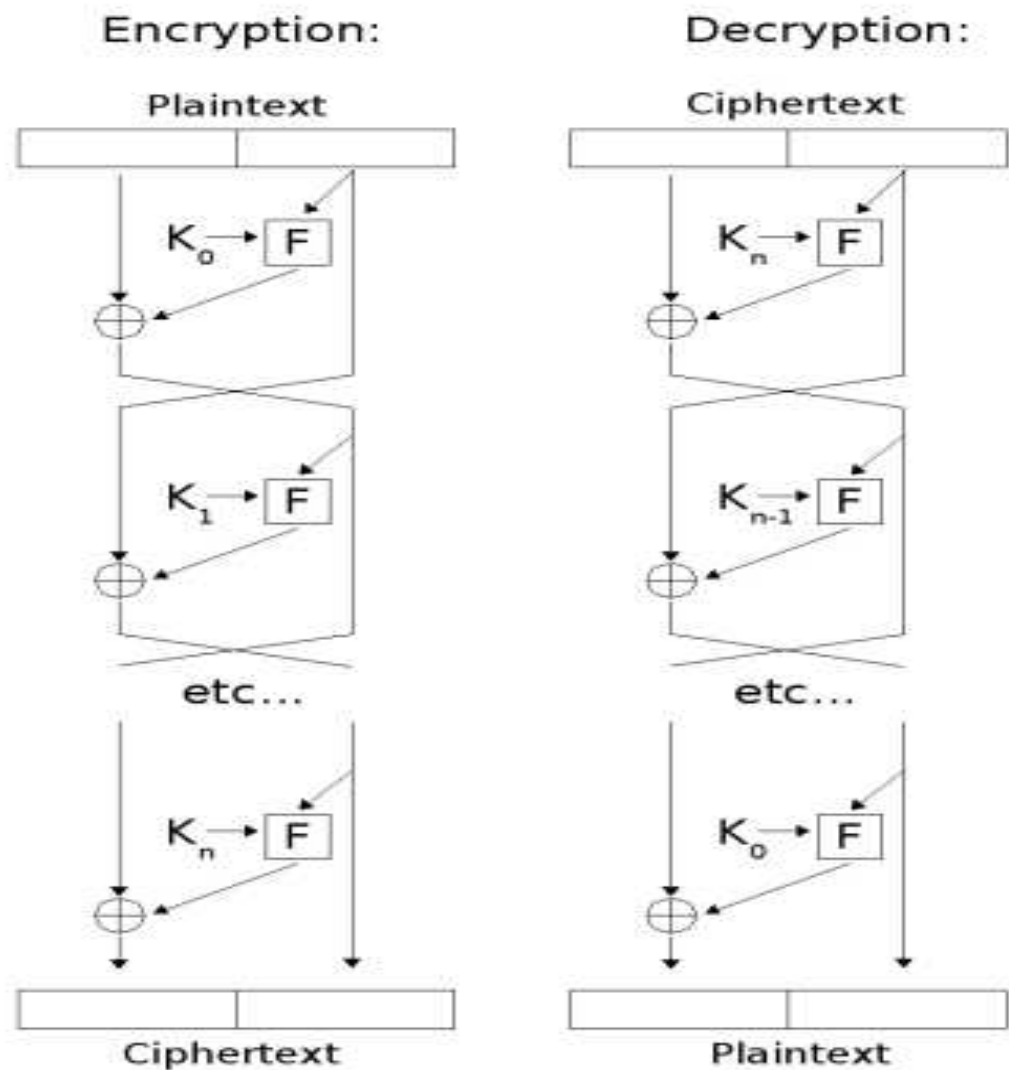 Encryption:
Plaintext
K0
F
K1
F
etc...
Kn
F
Ciphertext
Decryption:
Ciphertext
Kn
F
Kn-1
F
etc...
K0
F
Plaintext